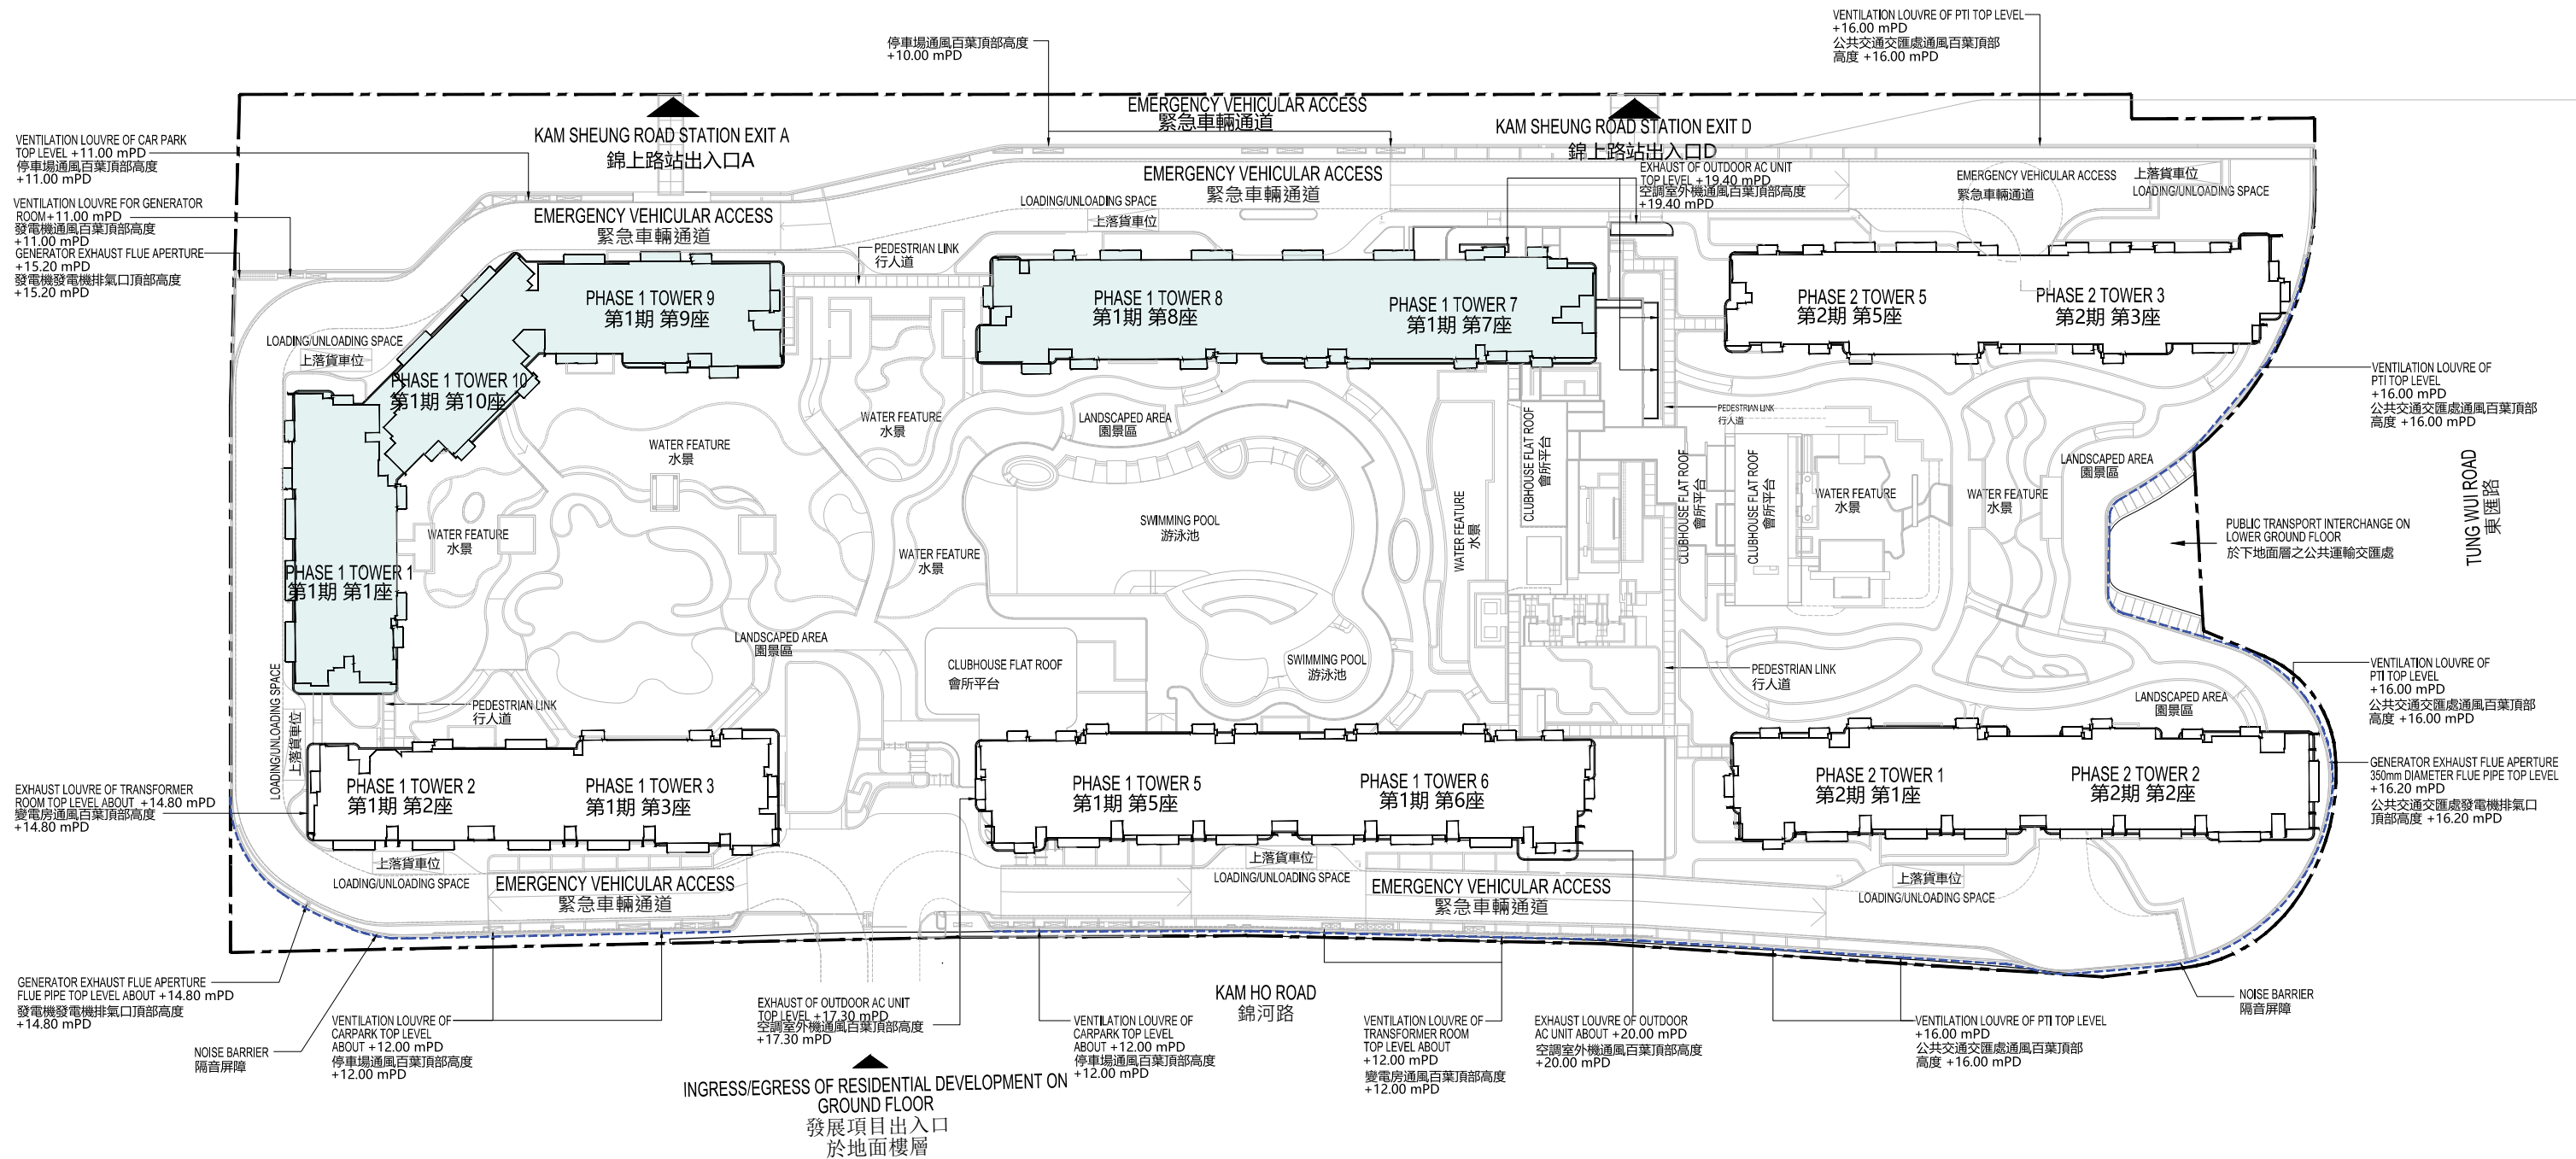 停車場通風百葉頂部高度
+10.00 mPD
VENTILATION LOUVRE OF PTI TOP LEVEL
+16.00 mPD
公共交通交匯處通風百葉頂部
高度 +16.00 mPD
VENTILATION LOUVRE OF CAR PARK
TOP LEVEL +11.00 mPD
停車場通風百葉頂部高度
+11.00 mPD
VENTILATION LOUVRE FOR GENERATOR
ROOM+11.00 mPD
發電機通風百葉頂部高度
+11.00 mPD
GENERATOR EXHAUST FLUE APERTURE
+15.20 mPD
發電機發電機排氣口頂部高度
+15.20 mPD
KAM SHEUNG ROAD STATION EXIT A
錦上路站出入口A
EMERGENCY VEHICULAR ACCESS
緊急車輛通道
KAM SHEUNG ROAD STATION EXIT D
錦上路站出入口D
EXHAUST OF OUTDOOR AC UNIT
TOP LEVEL +19.40 mPD
空調室外機通風百葉頂部高度
+19.40 mPD
EMERGENCY VEHICULAR ACCESS
緊急車輛通道
EMERGENCY VEHICULAR ACCESS
緊急車輛通道
上落貨車位
LOADING/UNLOADING SPACE
EMERGENCY VEHICULAR ACCESS
緊急車輛通道
LOADING/UNLOADING SPACE
上落貨車位
PEDESTRIAN LINK
行人道
PHASE 1 TOWER 9
第1期 第9座
PHASE 1 TOWER 8
第1期 第8座
PHASE 1 TOWER 7
第1期 第7座
PHASE 2 TOWER 5
第2期 第5座
PHASE 2 TOWER 3
第2期 第3座
LOADING/UNLOADING SPACE
上落貨車位
PHASE 1 TOWER 10
第1期 第10座
VENTILATION LOUVRE OF
PTI TOP LEVEL
+16.00 mPD
公共交通交匯處通風百葉頂部
高度 +16.00 mPD
WATER FEATURE
水景
WATER FEATURE
水景
LANDSCAPED AREA
園景區
PEDESTRIAN LINK
行人道
CLUBHOUSE FLAT ROOF
會所平台
WATER FEATURE
水景
CLUBHOUSE FLAT ROOF
會所平台
CLUBHOUSE FLAT ROOF
會所平台
LANDSCAPED AREA
園景區
WATER FEATURE
水景
WATER FEATURE
水景
WATER FEATURE
水景
WATER FEATURE
水景
SWIMMING POOL
游泳池
PUBLIC TRANSPORT INTERCHANGE ON
LOWER GROUND FLOOR
於下地面層之公共運輸交匯處
TUNG WUI ROAD
東匯路
PHASE 1 TOWER 1
第1期 第1座
LANDSCAPED AREA
園景區
CLUBHOUSE FLAT ROOF
會所平台
SWIMMING POOL
游泳池
PEDESTRIAN LINK
行人道
VENTILATION LOUVRE OF
PTI TOP LEVEL
+16.00 mPD
公共交通交匯處通風百葉頂部
高度 +16.00 mPD
LOADING/UNLOADING SPACE
上落貨車位
PEDESTRIAN LINK
行人道
LANDSCAPED AREA
園景區
PHASE 1 TOWER 2
第1期 第2座
PHASE 1 TOWER 3
第1期 第3座
PHASE 1 TOWER 5
第1期 第5座
PHASE 1 TOWER 6
第1期 第6座
PHASE 2 TOWER 1
第2期 第1座
PHASE 2 TOWER 2
第2期 第2座
GENERATOR EXHAUST FLUE APERTURE
350mm DIAMETER FLUE PIPE TOP LEVEL
+16.20 mPD
公共交通交匯處發電機排氣口
頂部高度 +16.20 mPD
EXHAUST LOUVRE OF TRANSFORMER
ROOM TOP LEVEL ABOUT +14.80 mPD
變電房通風百葉頂部高度
+14.80 mPD
上落貨車位
LOADING/UNLOADING SPACE
EMERGENCY VEHICULAR ACCESS
緊急車輛通道
上落貨車位
LOADING/UNLOADING SPACE
EMERGENCY VEHICULAR ACCESS
緊急車輛通道
上落貨車位
LOADING/UNLOADING SPACE
GENERATOR EXHAUST FLUE APERTURE
FLUE PIPE TOP LEVEL ABOUT +14.80 mPD
發電機發電機排氣口頂部高度
+14.80 mPD
NOISE BARRIER
隔音屏障
VENTILATION LOUVRE OF
CARPARK TOP LEVEL
ABOUT +12.00 mPD
停車場通風百葉頂部高度
+12.00 mPD
EXHAUST OF OUTDOOR AC UNIT
TOP LEVEL +17.30 mPD
空調室外機通風百葉頂部高度
+17.30 mPD
VENTILATION LOUVRE OF
CARPARK TOP LEVEL
ABOUT +12.00 mPD
停車場通風百葉頂部高度
+12.00 mPD
KAM HO ROAD
錦河路
VENTILATION LOUVRE OF
TRANSFORMER ROOM
TOP LEVEL ABOUT
+12.00 mPD
變電房通風百葉頂部高度
+12.00 mPD
EXHAUST LOUVRE OF OUTDOOR
AC UNIT ABOUT +20.00 mPD
空調室外機通風百葉頂部高度
+20.00 mPD
VENTILATION LOUVRE OF PTI TOP LEVEL
+16.00 mPD
公共交通交匯處通風百葉頂部
高度 +16.00 mPD
NOISE BARRIER
隔音屏障
INGRESS/EGRESS OF RESIDENTIAL DEVELOPMENT ON
GROUND FLOOR
發展項目出入口
於地面樓層